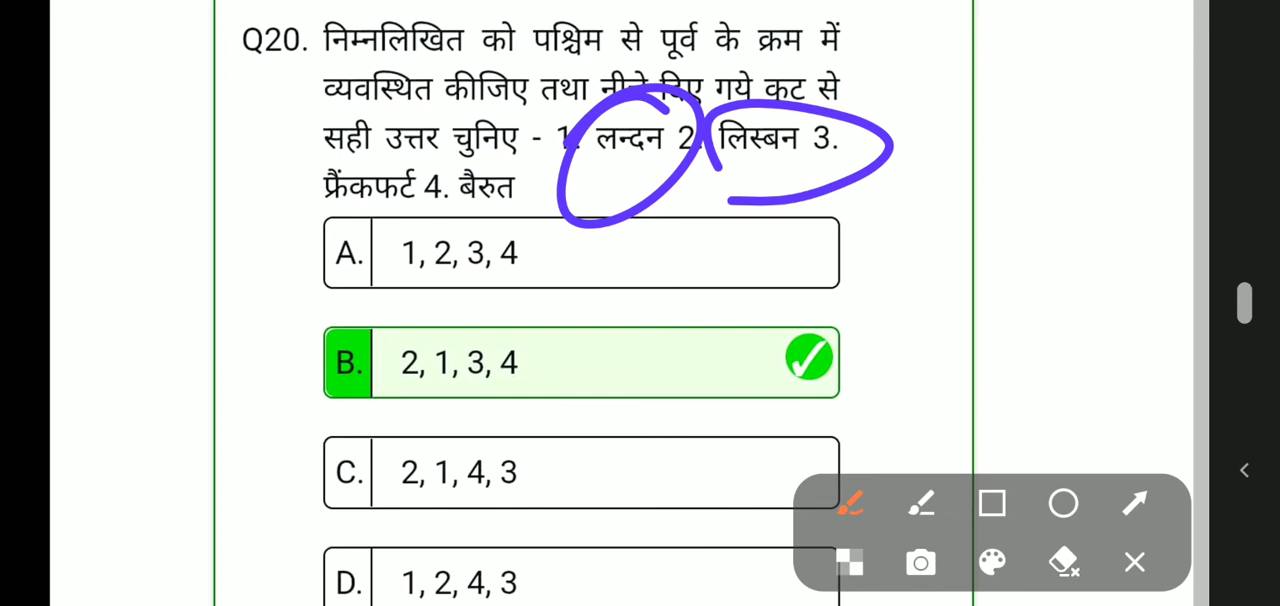 Q20. निम्नलिखित को पश्चिम से पूर्व के क्रम में
व्यवस्थित कीजिए तथा नीचे दिए गये कट से
सही उत्तर चुनिए - 1. लन्दन 2. लिस्बन 3.
फ्रैंकफर्ट 4. बैरुत
A. 1, 2, 3, 4
B. 2, 1, 3, 4
C. 2, 1, 4, 3
D. 1, 2, 4, 3